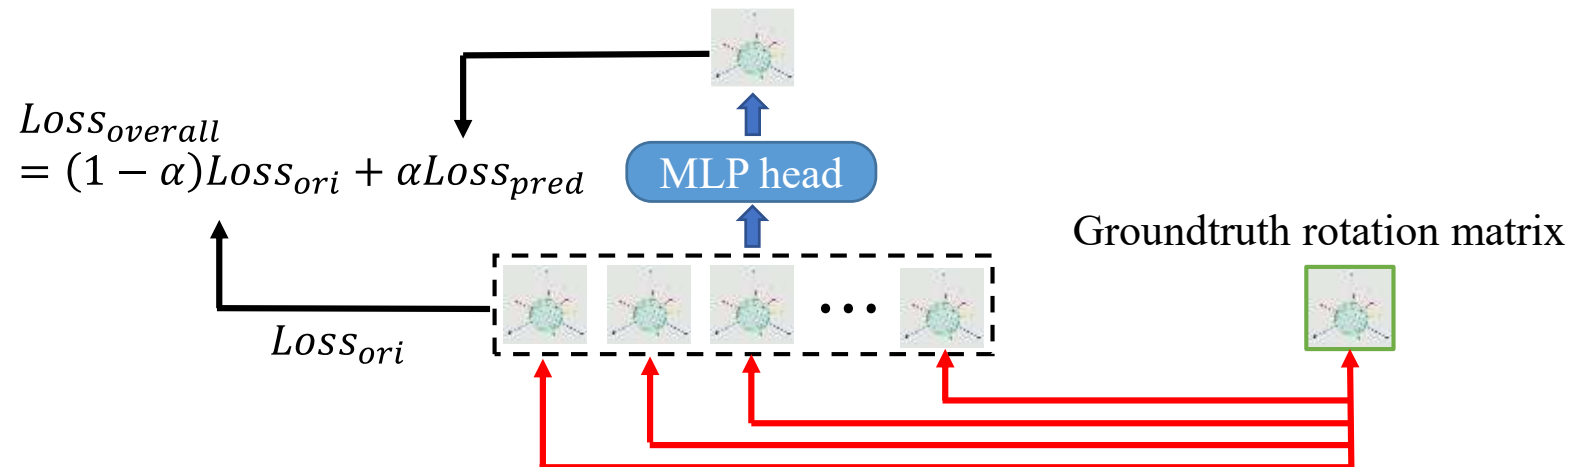 Loss_overall
= (1 − α)Loss_ori + αLoss_pred
MLP head
Groundtruth rotation matrix
Loss_ori